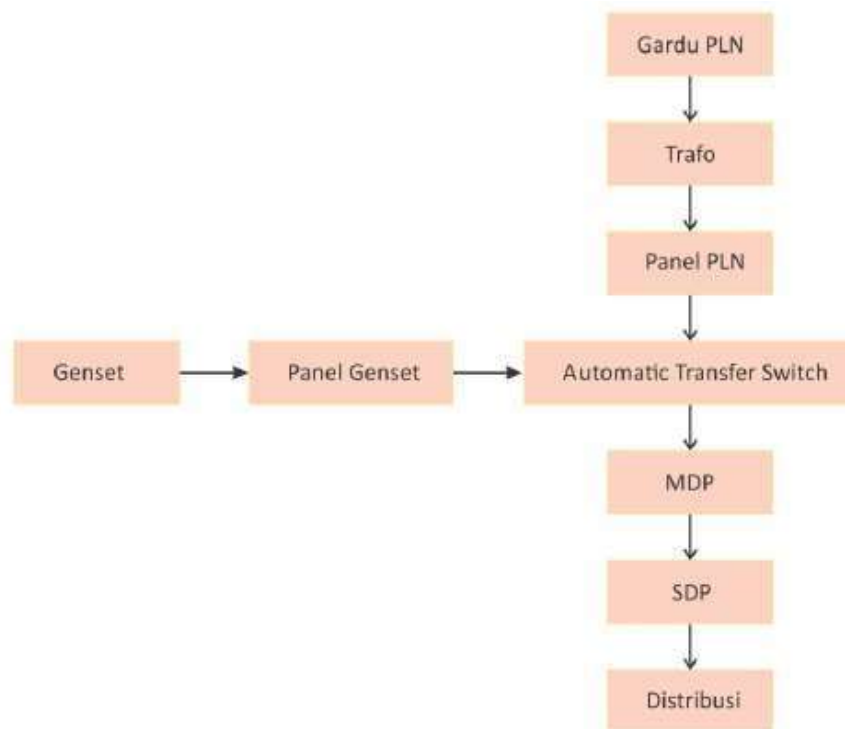 Gardu PLN
Trafo
Panel PLN
Genset
Panel Genset
Automatic Transfer Switch
MDP
SDP
Distribusi